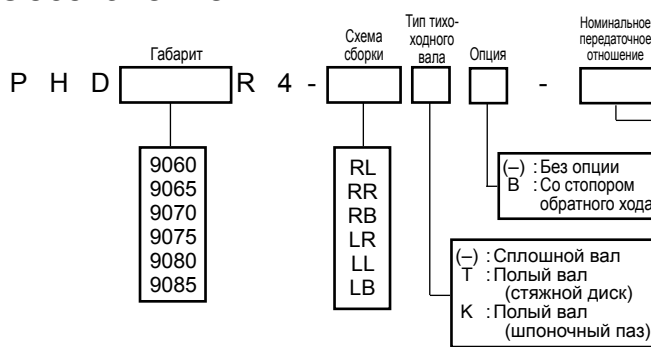 Габарит
Схема
сборки
Тип тихо-
ходного
вала
Опция
Номинальное
передаточное
отношение
P H D R 4 - -
9060
9065
9070
9075
9080
9085
RL
RR
RB
LR
LL
LB
(–) : Без опции
B : Со стопором
обратного хода
(–) : Сплошной вал
T : Полый вал
(стяжной диск)
K : Полый вал
(шпоночный паз)